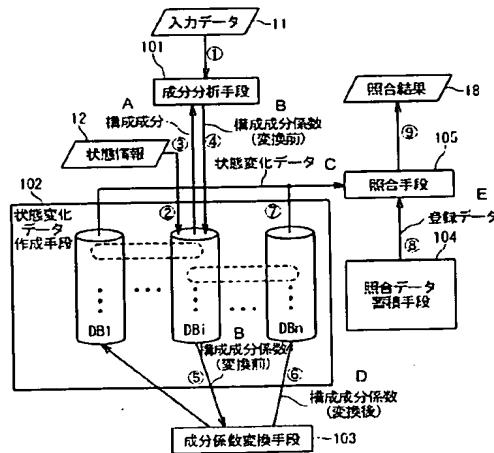 入力データ
11
①
101
成分分析手段
A
構成成分
③
④
B
構成成分係数
(変換前)
12
状態情報
状態変化データ
C
照合結果
18
⑨
105
照合手段
E
登録データ
⑧
104
照合データ
蓄積手段
102
状態変化
データ
作成手段
②
⑦
DB1
DBi
DBn
B
構成成分係数
(変換前)
⑤
⑥
D
構成成分係数
(変換後)
成分係数変換手段
103